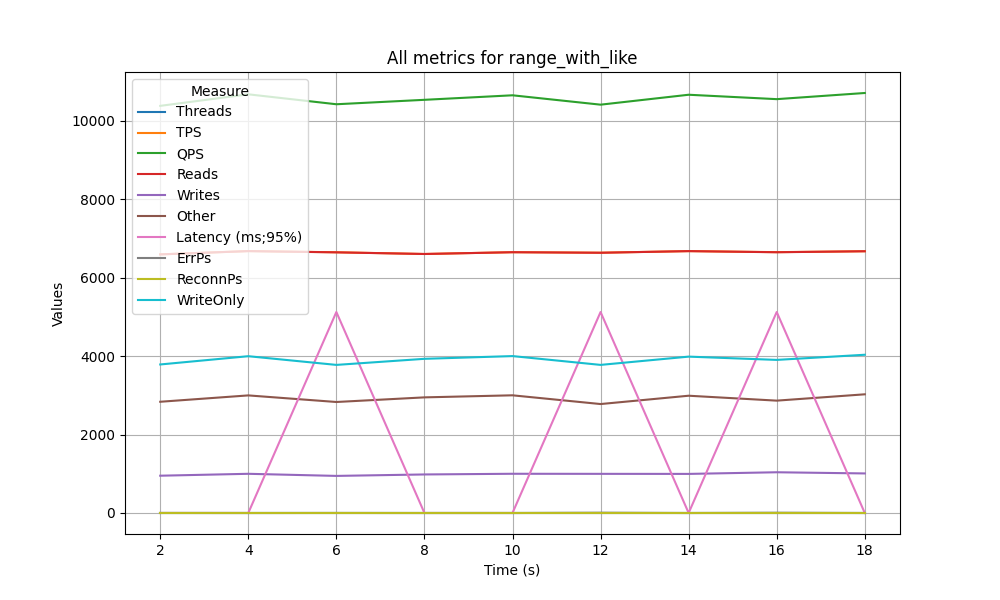 All metrics for range_with_like
Measure
Threads
TPS
QPS
Reads
Writes
Other
Latency (ms;95%)
ErrPs
ReconnPs
WriteOnly
Values
10000
8000
6000
4000
2000
0
2 4 6 8 10 12 14 16 18
Time (s)